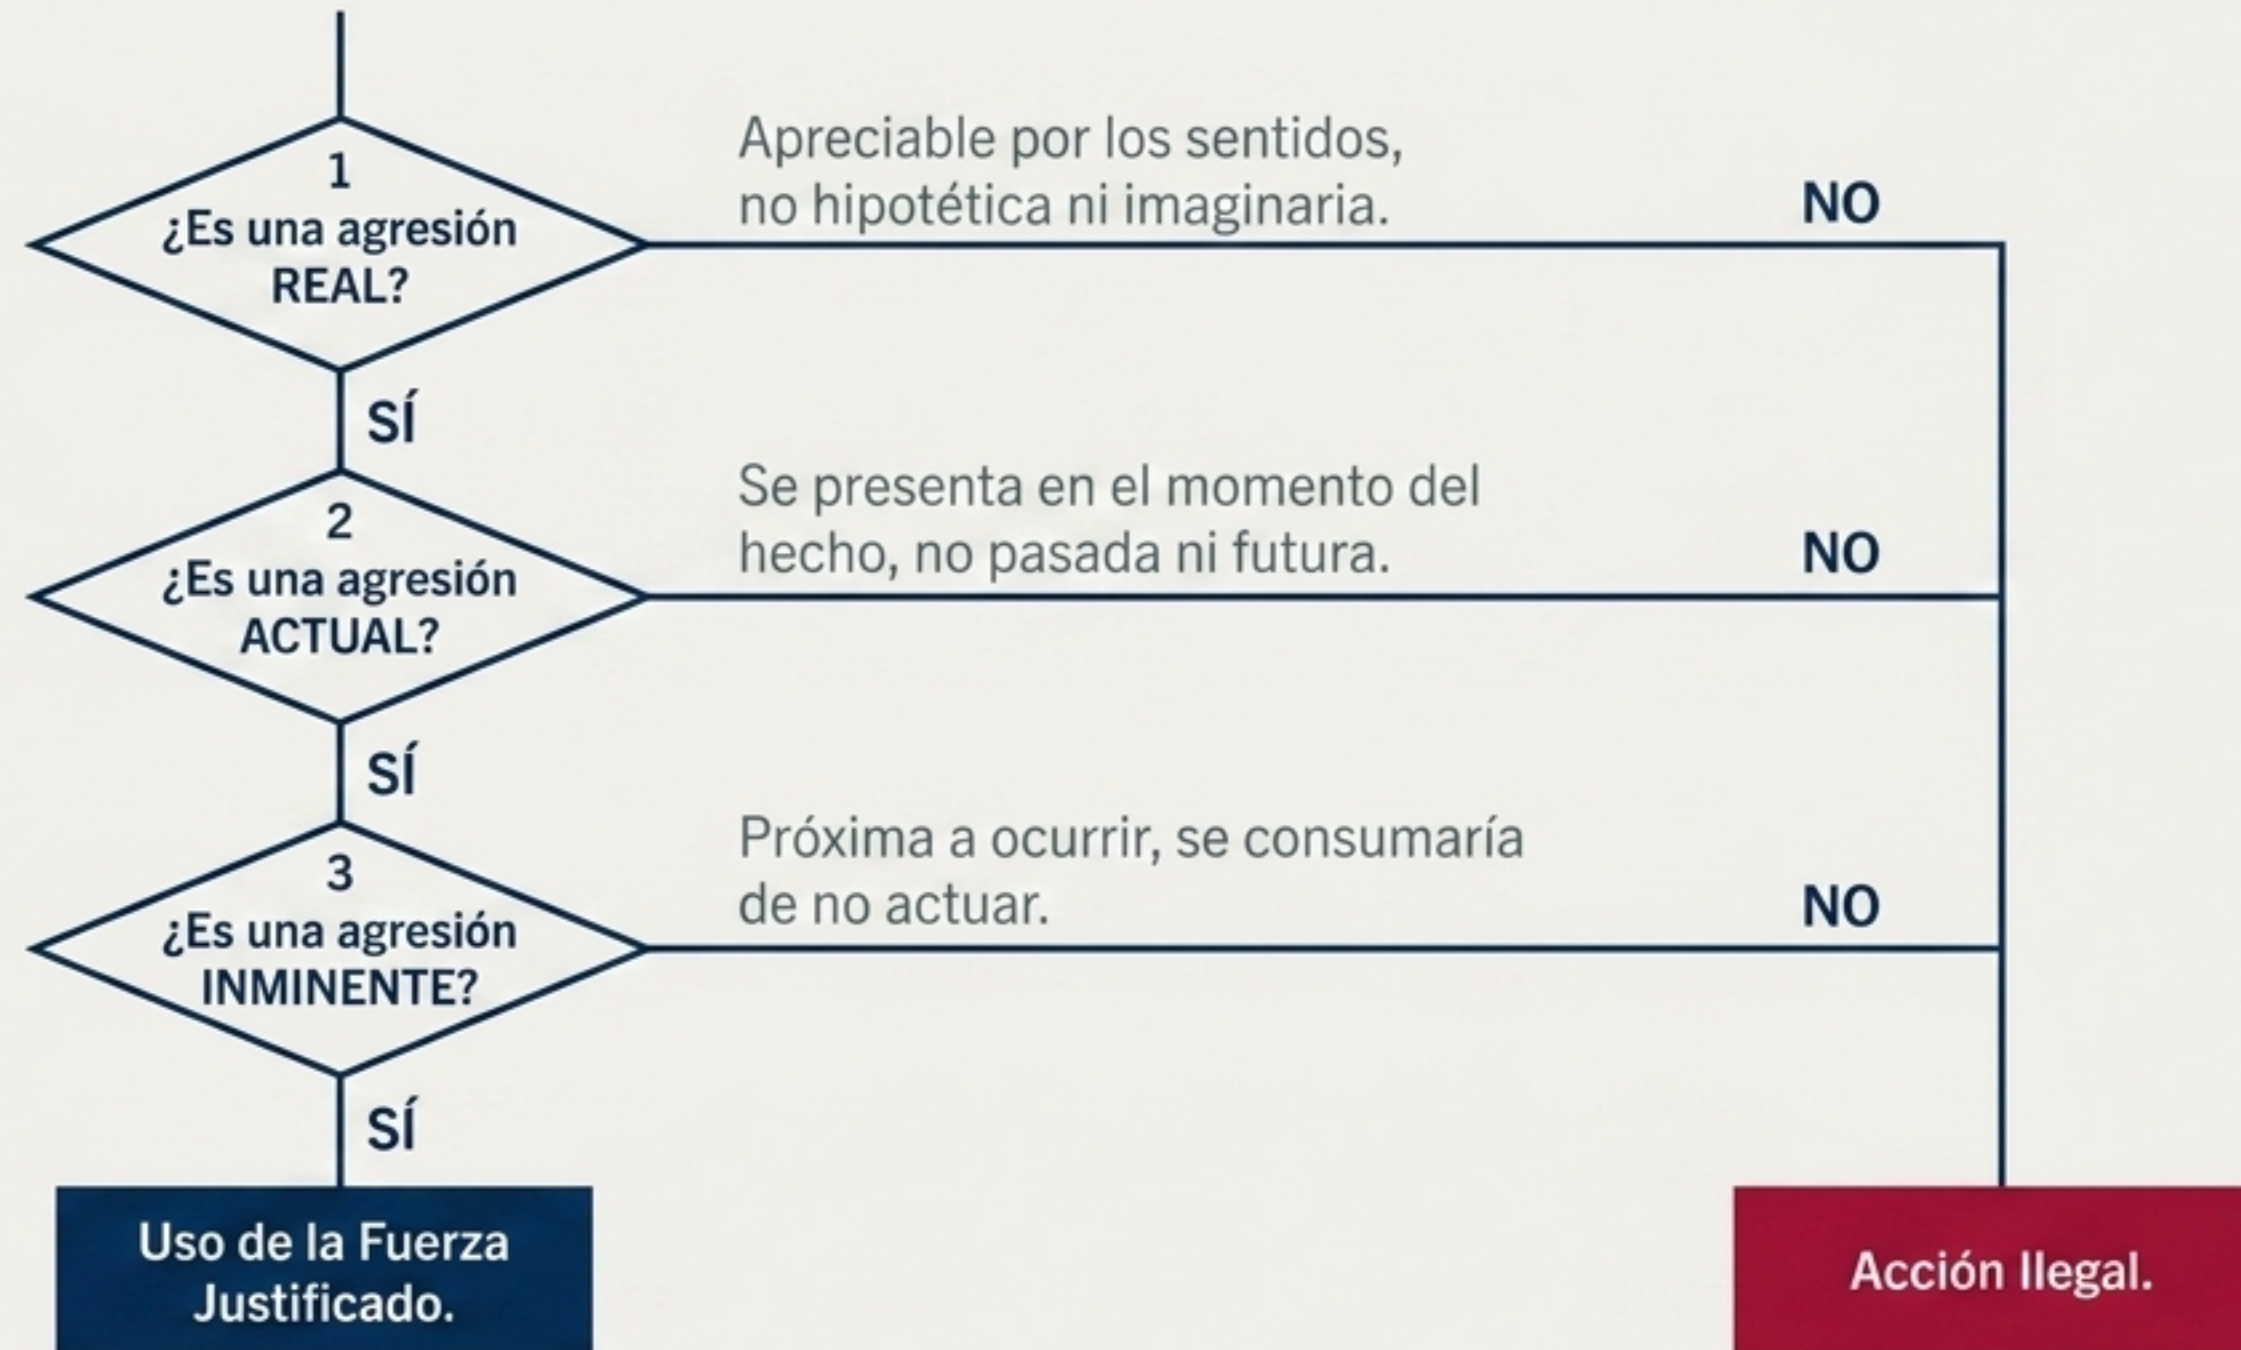 1
¿Es una agresión
REAL?
Apreciable por los sentidos,
no hipotética ni imaginaria.
NO
SÍ
2
¿Es una agresión
ACTUAL?
Se presenta en el momento del
hecho, no pasada ni futura.
NO
SÍ
3
¿Es una agresión
INMINENTE?
Próxima a ocurrir, se consumaría
de no actuar.
NO
SÍ
Uso de la Fuerza
Justificado.
Acción Ilegal.